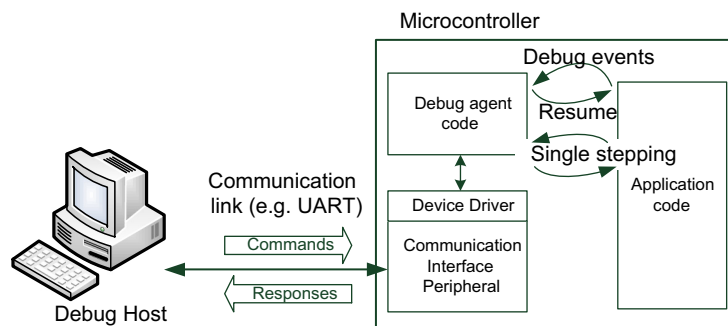 Microcontroller
Debug events
Debug agent
code
Resume
Single stepping
Application
code
Communication
link (e.g. UART)
Device Driver
Commands
Communication
Interface
Peripheral
Responses
Debug Host